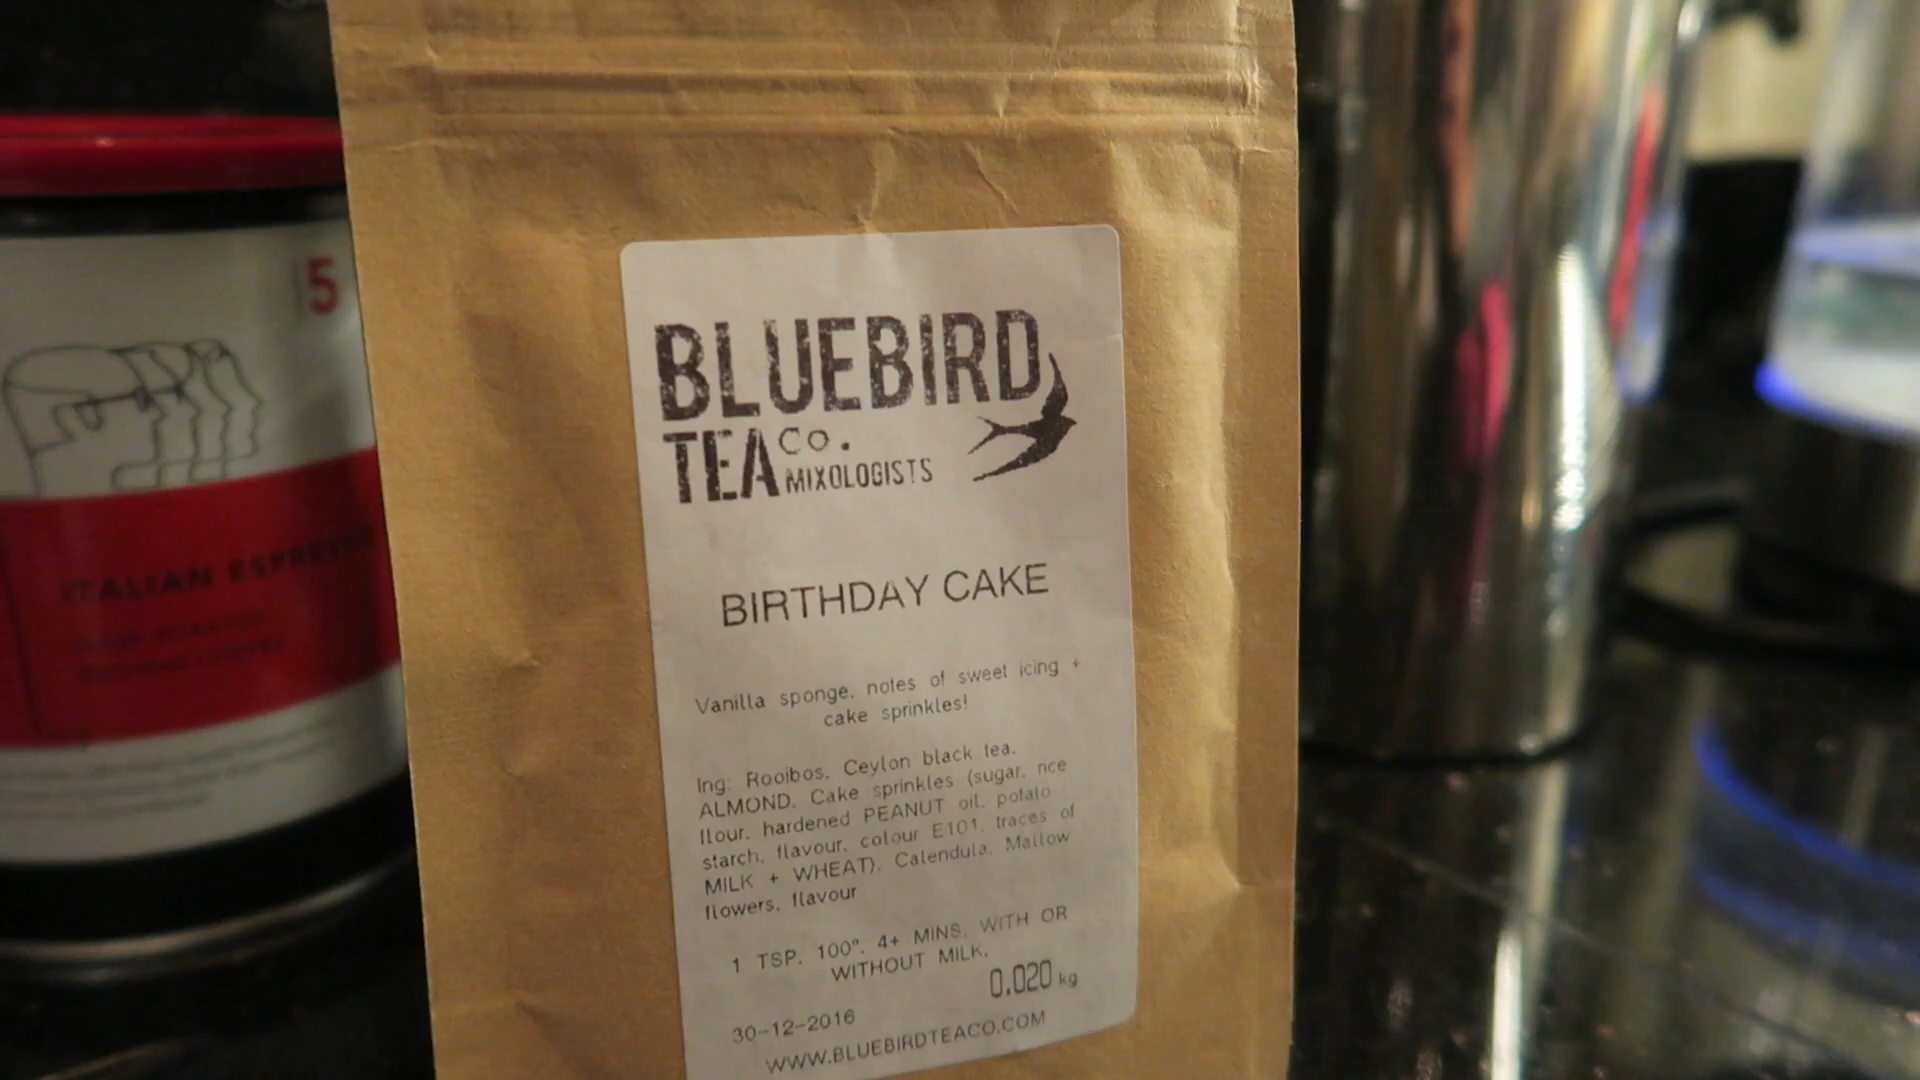 5
ITALIAN ESPRESSO
BLUEBIRD
TEA Co.
MIXOLOGISTS
BIRTHDAY CAKE
Vanilla sponge, notes of sweet icing +
cake sprinkles!
Ing: Rooibos, Ceylon black tea,
ALMOND, Cake sprinkles (sugar, rice
flour, hardened PEANUT oil, potato
starch, flavour, colour E101, traces of
MILK + WHEAT), Calendula, Mallow
flowers, flavour
1 TSP. 100°. 4+ MINS. WITH OR
WITHOUT MILK.
0.020 kg
30-12-2016
WWW.BLUEBIRDTEACO.COM